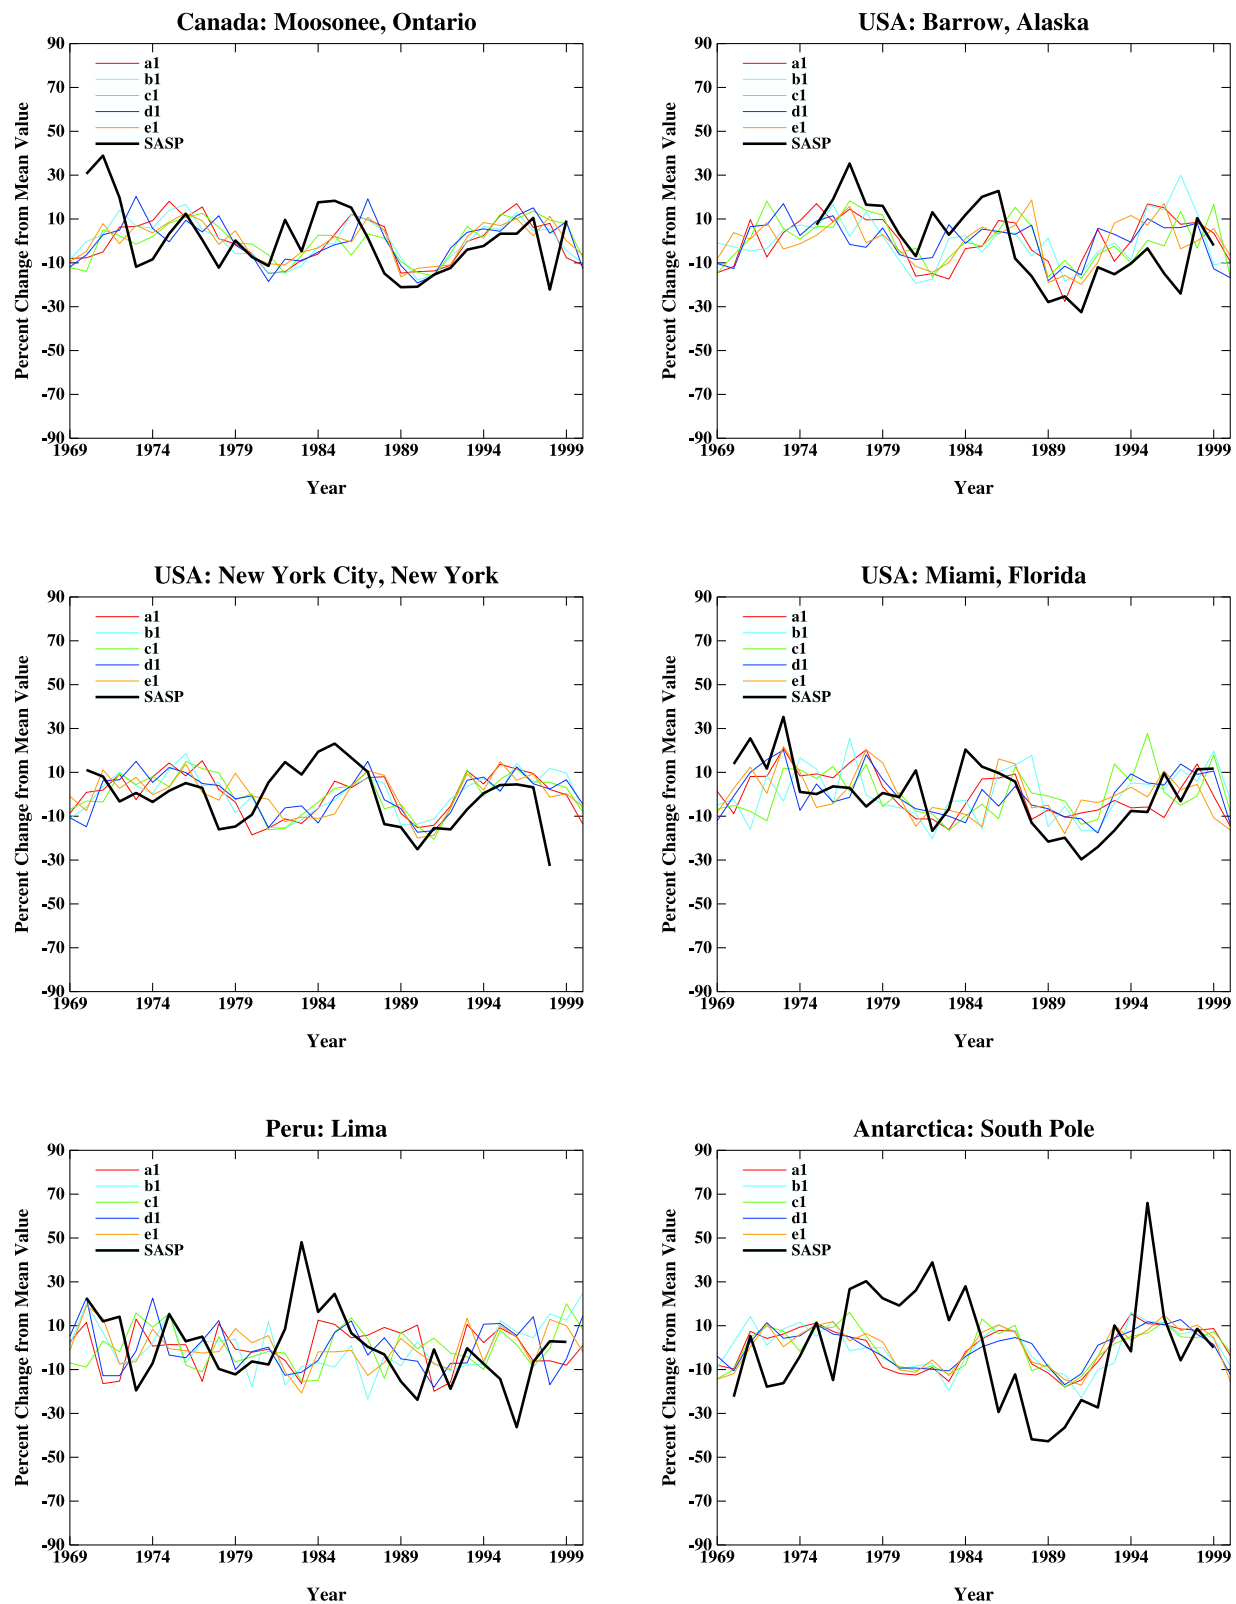 Canada: Moosonee, Ontario
Percent Change from Mean Value
90
70
50
30
10
-10
-30
-50
-70
-90
a1
b1
c1
d1
e1
SASP
1969 1974 1979 1984 1989 1994 1999
Year
USA: Barrow, Alaska
Percent Change from Mean Value
90
70
50
30
10
-10
-30
-50
-70
-90
a1
b1
c1
d1
e1
SASP
1969 1974 1979 1984 1989 1994 1999
Year
USA: New York City, New York
Percent Change from Mean Value
90
70
50
30
10
-10
-30
-50
-70
-90
a1
b1
c1
d1
e1
SASP
1969 1974 1979 1984 1989 1994 1999
Year
USA: Miami, Florida
Percent Change from Mean Value
90
70
50
30
10
-10
-30
-50
-70
-90
a1
b1
c1
d1
e1
SASP
1969 1974 1979 1984 1989 1994 1999
Year
Peru: Lima
Percent Change from Mean Value
90
70
50
30
10
-10
-30
-50
-70
-90
a1
b1
c1
d1
e1
SASP
1969 1974 1979 1984 1989 1994 1999
Year
Antarctica: South Pole
Percent Change from Mean Value
90
70
50
30
10
-10
-30
-50
-70
-90
a1
b1
c1
d1
e1
SASP
1969 1974 1979 1984 1989 1994 1999
Year